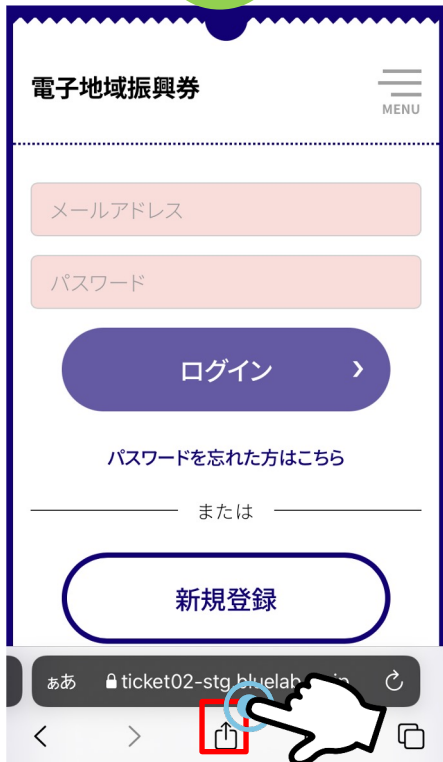 電子地域振興券
MENU
メールアドレス
パスワード
ログイン
パスワードを忘れた方はこちら
または
新規登録
ぁあ ticket02-stg.bluelab